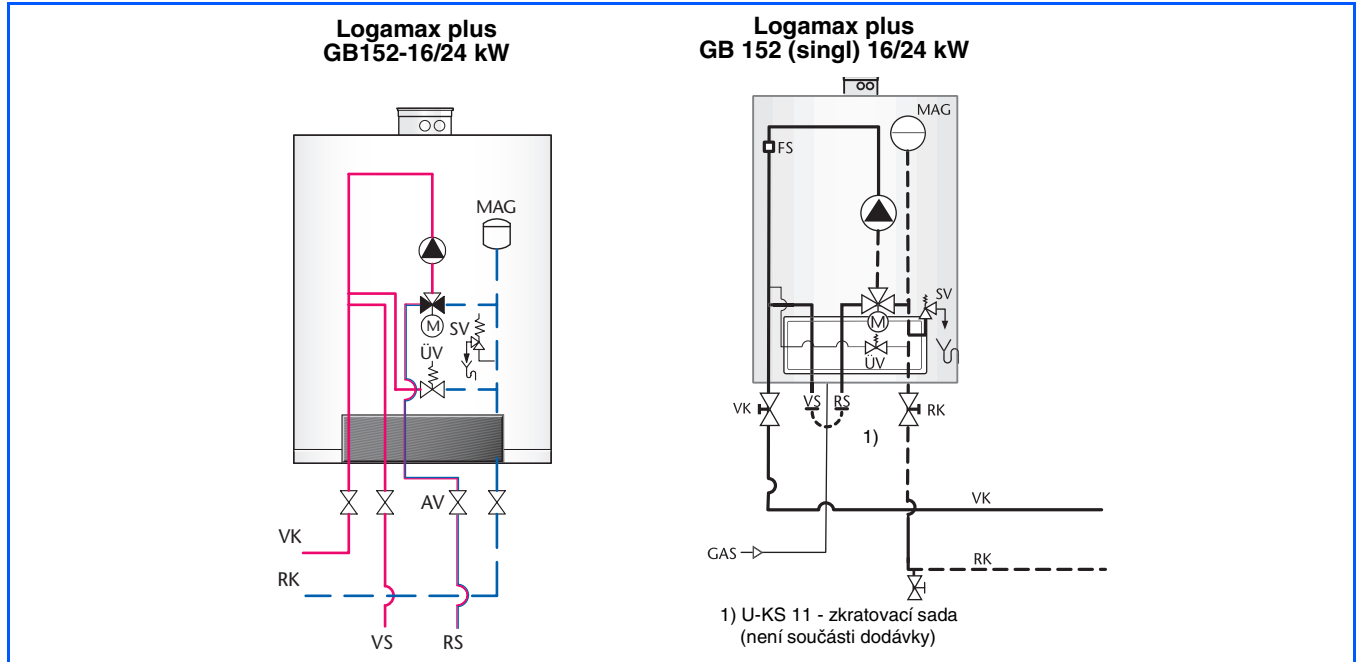 Logamax plus
GB152-16/24 kW
MAG
M
SV
ÜV
AV
VK
RK
VS
RS
Logamax plus
GB 152 (singl) 16/24 kW
MAG
FS
SV
M
ÜV
VK
VS
RS
RK
1)
VK
GAS
RK
1) U-KS 11 - zkratovací sada
(není součásti dodávky)